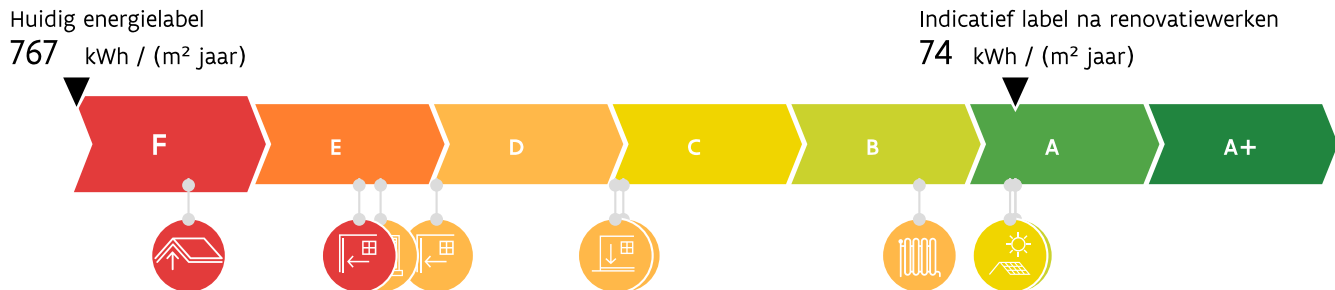 Huidig energielabel
767 kWh / (m² jaar)
Indicatief label na renovatiewerken
74 kWh / (m² jaar)
F E D C B A A+